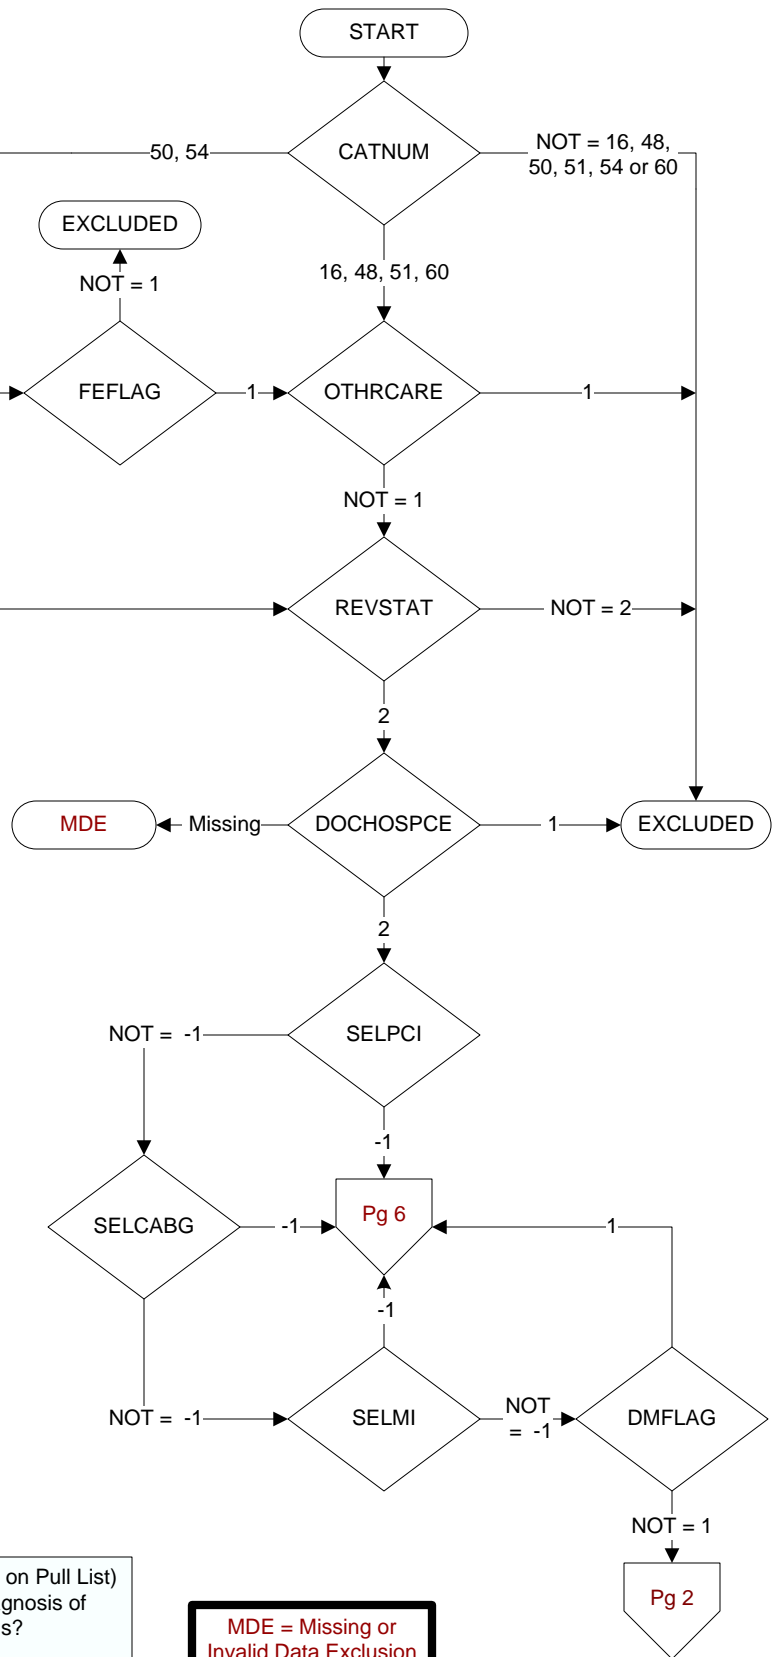 START
CATNUM
50, 54
NOT = 16, 48,
50, 51, 54 or 60
EXCLUDED
NOT = 1
16, 48, 51, 60
FEFLAG
1
OTHRCARE
1
NOT = 1
REVSTAT
NOT = 2
2
MDE
Missing
DOCHOSPCE
1
EXCLUDED
2
NOT = -1
SELPCI
-1
SELCABG
-1
Pg 6
1
-1
NOT = -1
SELMI
NOT
= -1
DMFLAG
NOT = 1
on Pull List)
gnosis of
s?
Pg 2
MDE = Missing or
Invalid Data Exclusion